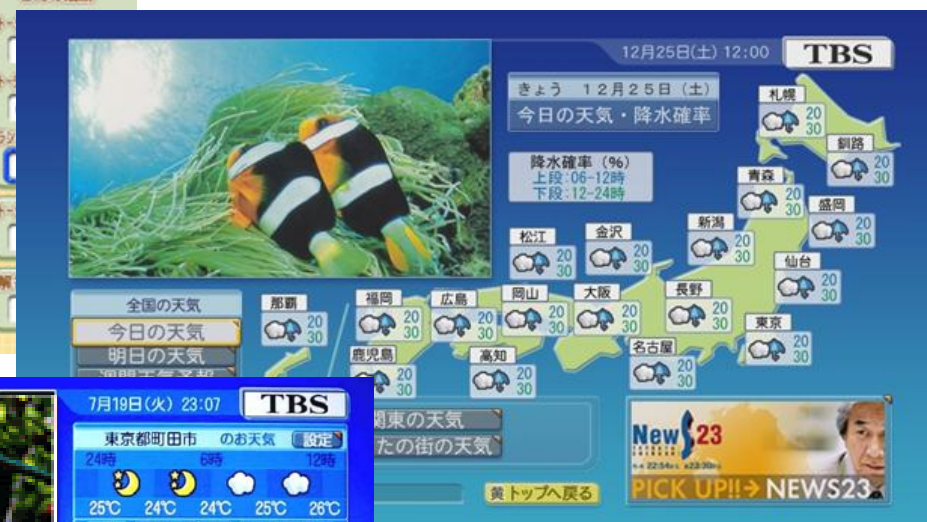 12月25日(土) 12:00 TBS
きょう 12月25日(土)
今日の天気・降水確率
降水確率(%)
上段:06-12時
下段:12-24時
札幌
20
30
釧路
20
30
青森
20
30
盛岡
20
30
新潟
20
30
金沢
20
30
松江
20
30
仙台
20
30
長野
20
30
大阪
20
30
岡山
20
30
広島
20
30
福岡
20
30
那覇
20
30
東京
20
30
名古屋
20
30
高知
20
30
鹿児島
20
30
全国の天気
今日の天気
明日の天気
関東の天気
たの街の天気
黄 トップへ戻る
NewS23
PICK UP!!→ NEWS23
7月19日(火) 23:07 TBS
東京都町田市 のお天気 設定
24時 6時 12時
25℃ 24℃ 24℃ 25℃ 26℃